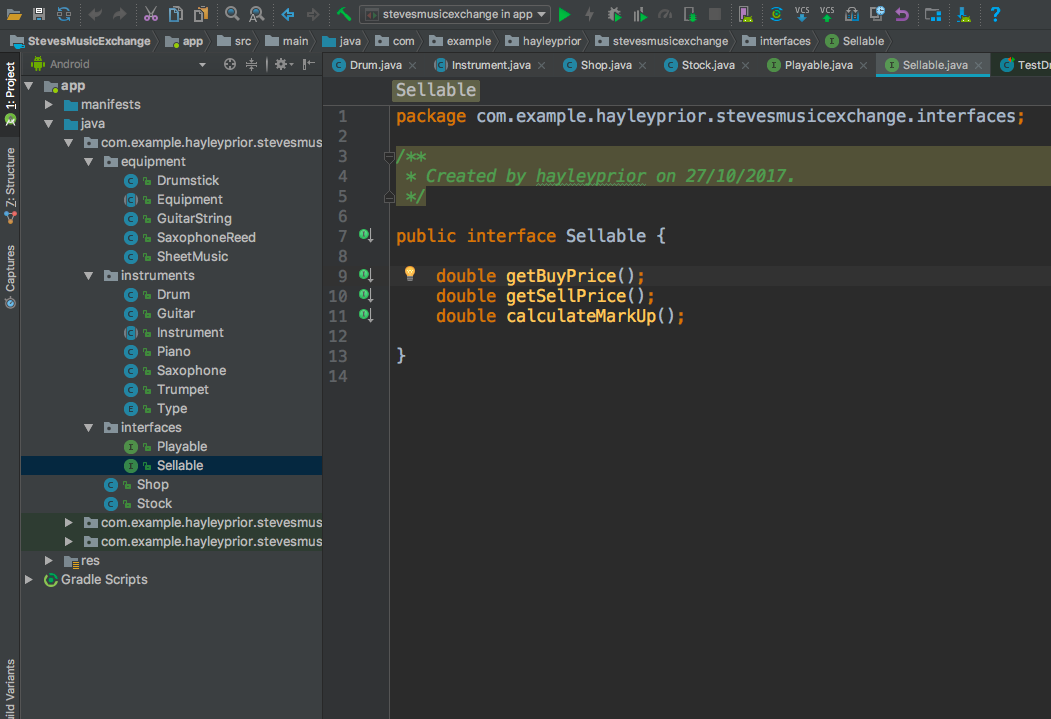 stevesmusicexchange in app
VCS VCS
StevesMusicExchange app src main java com example hayleyprior stevesmusicexchange interfaces Sellable
Android
Drum.java Instrument.java Shop.java Stock.java Playable.java Sellable.java TestDr
1: Project
Z: Structure
Captures
ild Variants
app
manifests
java
com.example.hayleyprior.stevesmus
equipment
Drumstick
Equipment
GuitarString
SaxophoneReed
SheetMusic
instruments
Drum
Guitar
Instrument
Piano
Saxophone
Trumpet
Type
interfaces
Playable
Sellable
Shop
Stock
com.example.hayleyprior.stevesmusi
com.example.hayleyprior.stevesmusi
res
Gradle Scripts
Sellable
1 package com.example.hayleyprior.stevesmusicexchange.interfaces;
2
3 /**
4 * Created by hayleyprior on 27/10/2017.
5 */
6
7 public interface Sellable {
8
9 double getBuyPrice();
10 double getSellPrice();
11 double calculateMarkUp();
12
13 }
14